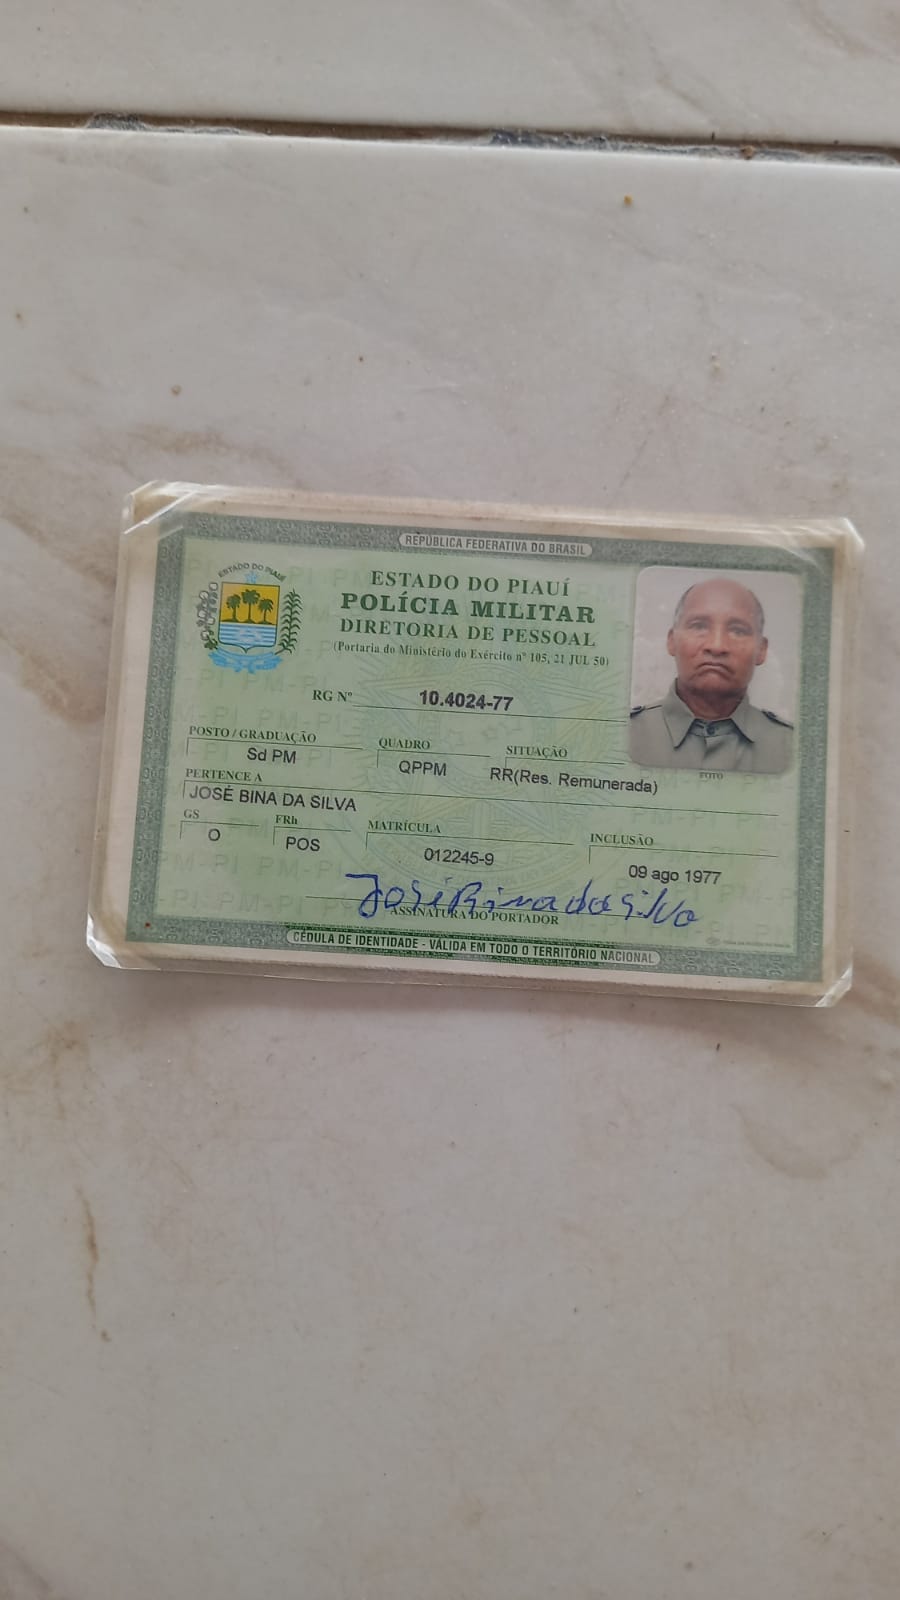 REPÚBLICA FEDERATIVA DO BRASIL
ESTADO DO PIAUÍ
ESTADO DO PIAUÍ
POLÍCIA MILITAR
DIRETORIA DE PESSOAL
(Portaria do Ministério do Exército nº 105, 21 JUL 50)
RG Nº 10.4024-77
FOTO
POSTO / GRADUAÇÃO QUADRO SITUAÇÃO
Sd PM QPPM RR(Res. Remunerada)
PERTENCE A
JOSÉ BINA DA SILVA
GS FRh MATRÍCULA INCLUSÃO
O POS 012245-9 09 ago 1977
José Bina da Silva
ASSINATURA DO PORTADOR
CÉDULA DE IDENTIDADE - VÁLIDA EM TODO O TERRITÓRIO NACIONAL